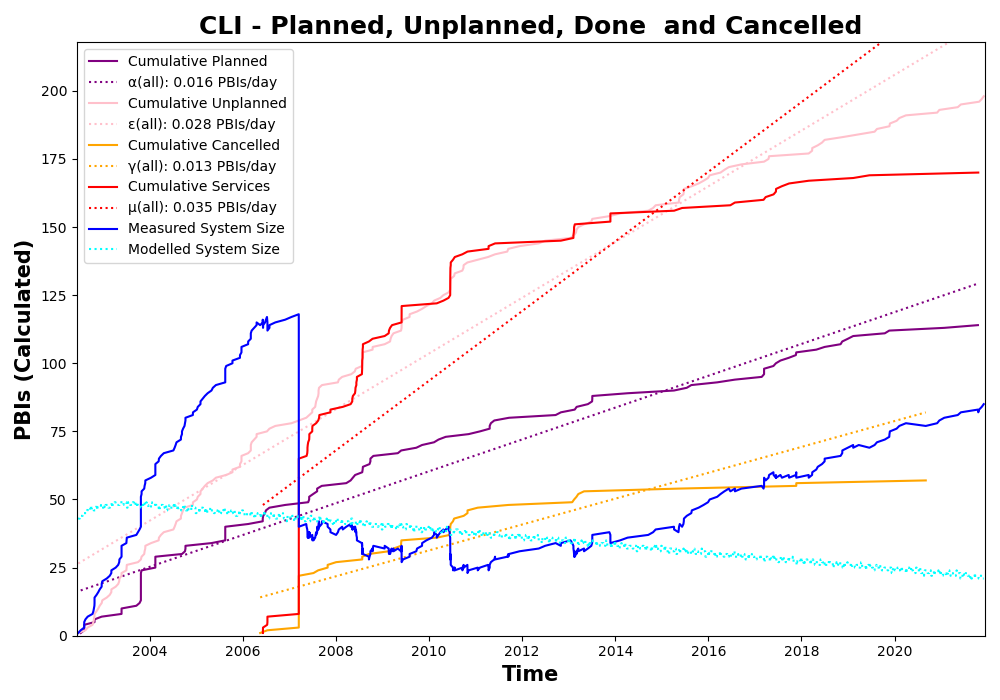 CLI - Planned, Unplanned, Done  and Cancelled
Cumulative Planned
α(all): 0.016 PBIs/day
Cumulative Unplanned
ε(all): 0.028 PBIs/day
Cumulative Cancelled
γ(all): 0.013 PBIs/day
Cumulative Services
μ(all): 0.035 PBIs/day
Measured System Size
Modelled System Size
PBIs (Calculated)
200
175
150
125
100
75
50
25
0
2004 2006 2008 2010 2012 2014 2016 2018 2020
Time